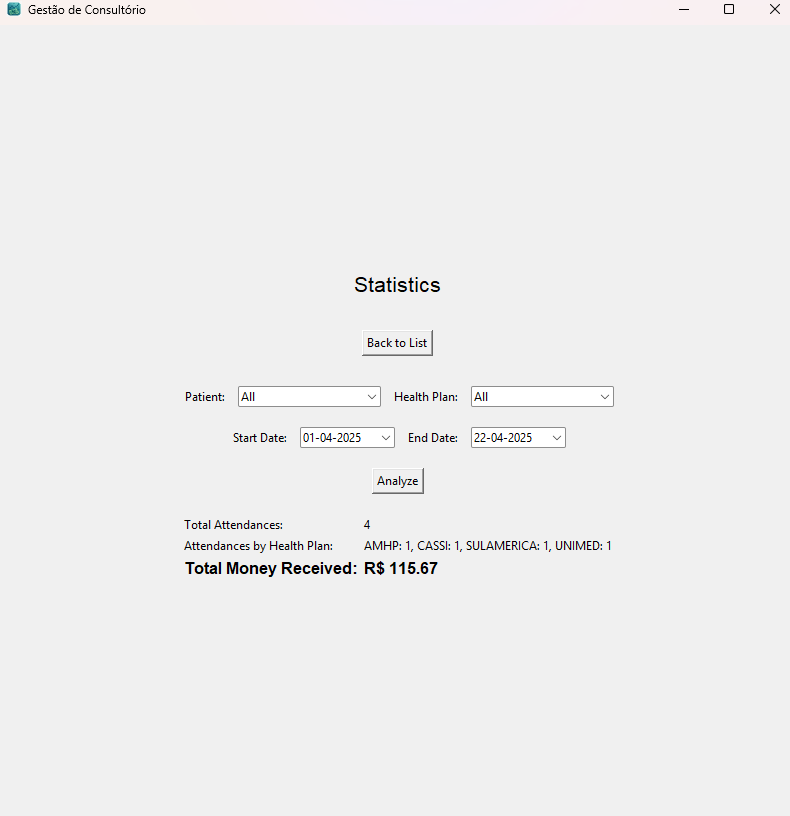 Gestão de Consultório
Statistics
Back to List
Patient: All Health Plan: All
Start Date: 01-04-2025 End Date: 22-04-2025
Analyze
Total Attendances: 4
Attendances by Health Plan: AMHP: 1, CASSI: 1, SULAMERICA: 1, UNIMED: 1
Total Money Received: R$ 115.67